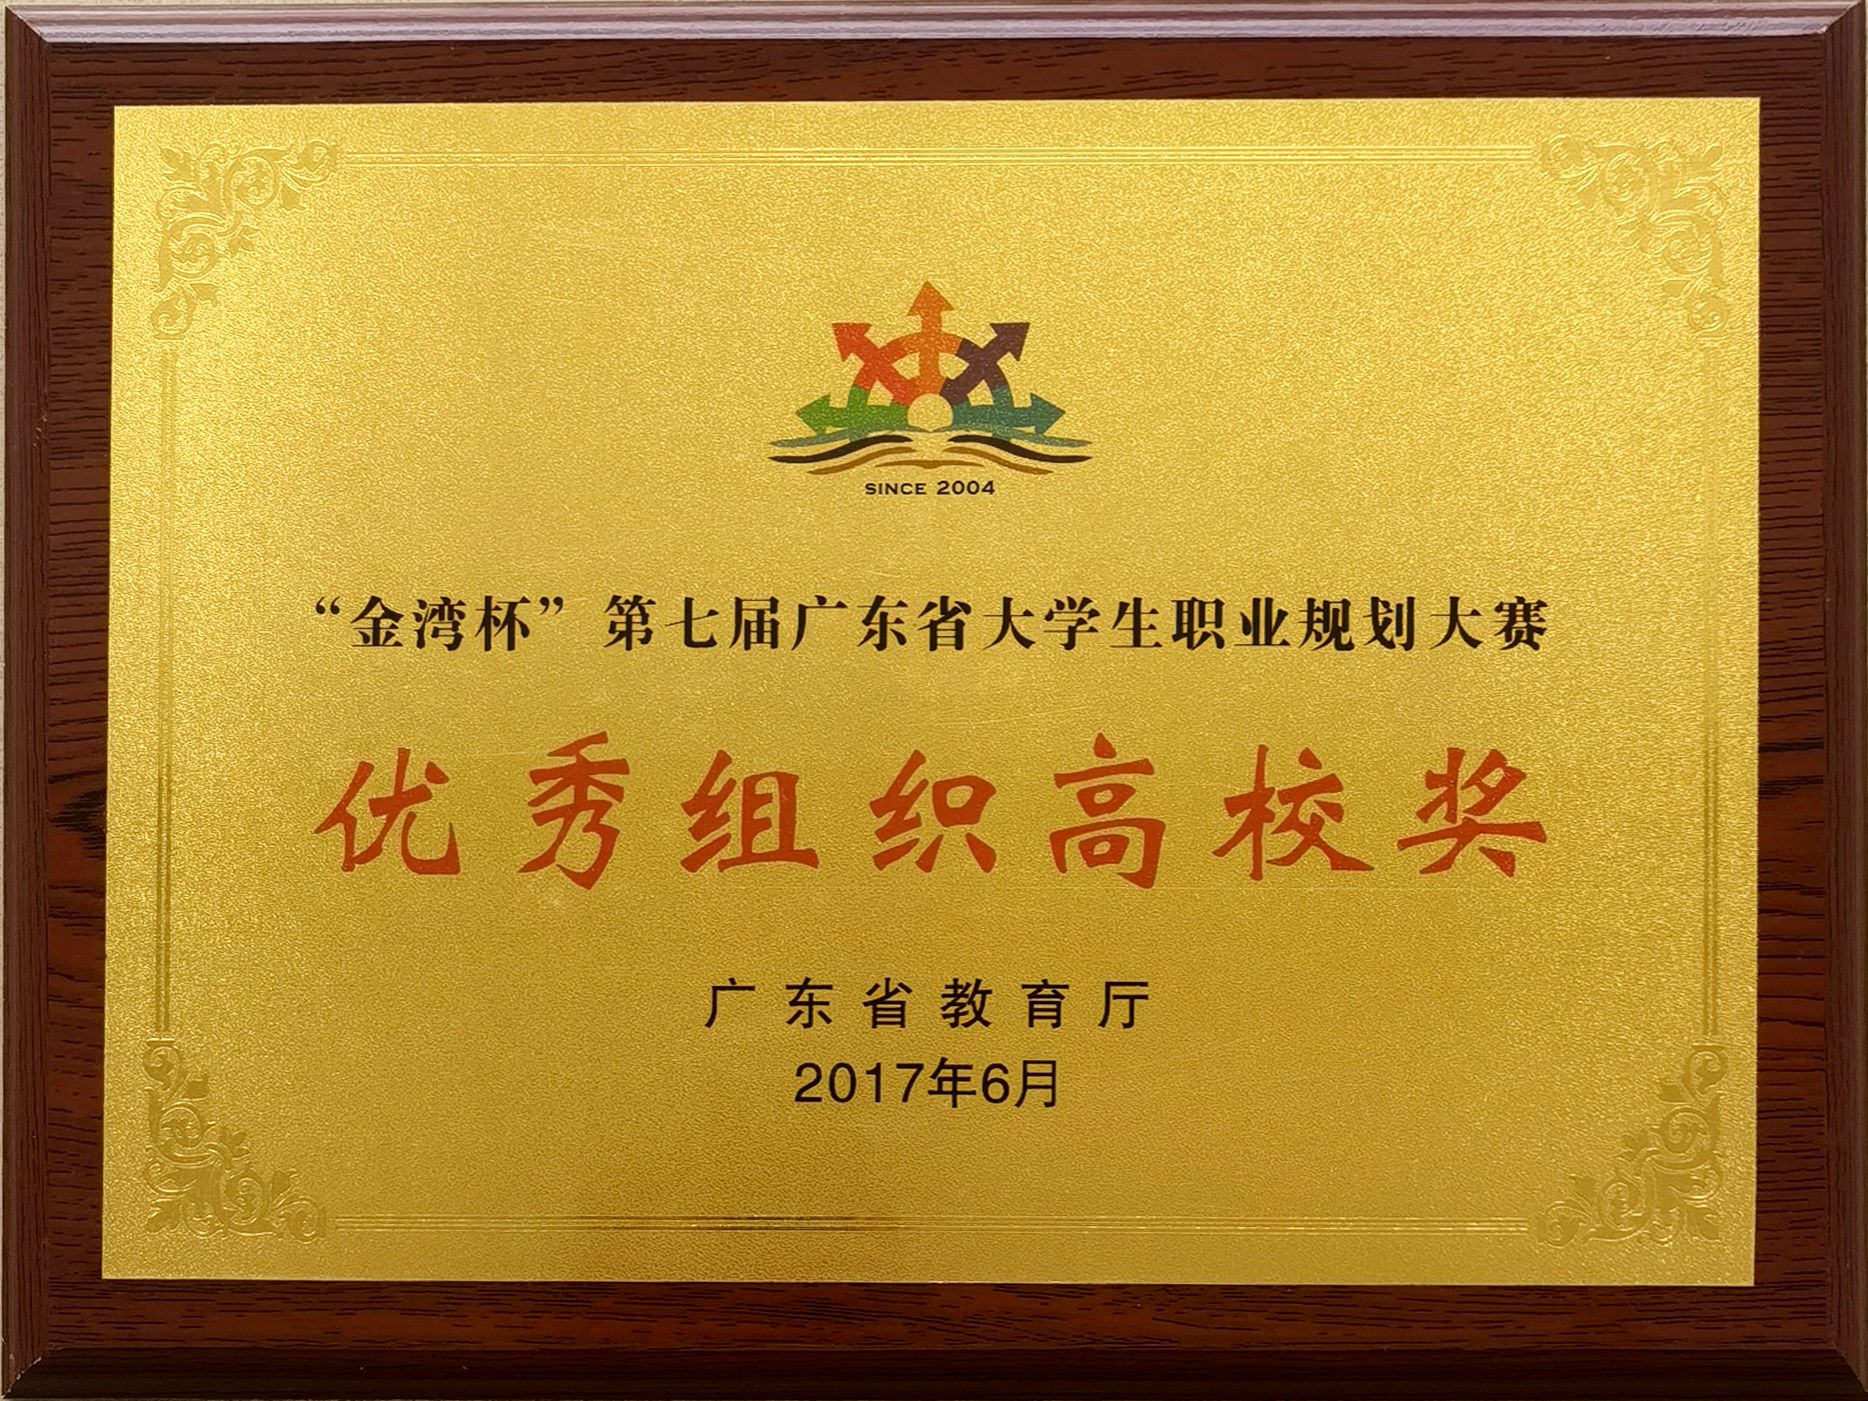 SINCE 2004
“金湾杯”第七届广东省大学生职业规划大赛
优秀组织高校奖
广东省教育厅
2017年6月